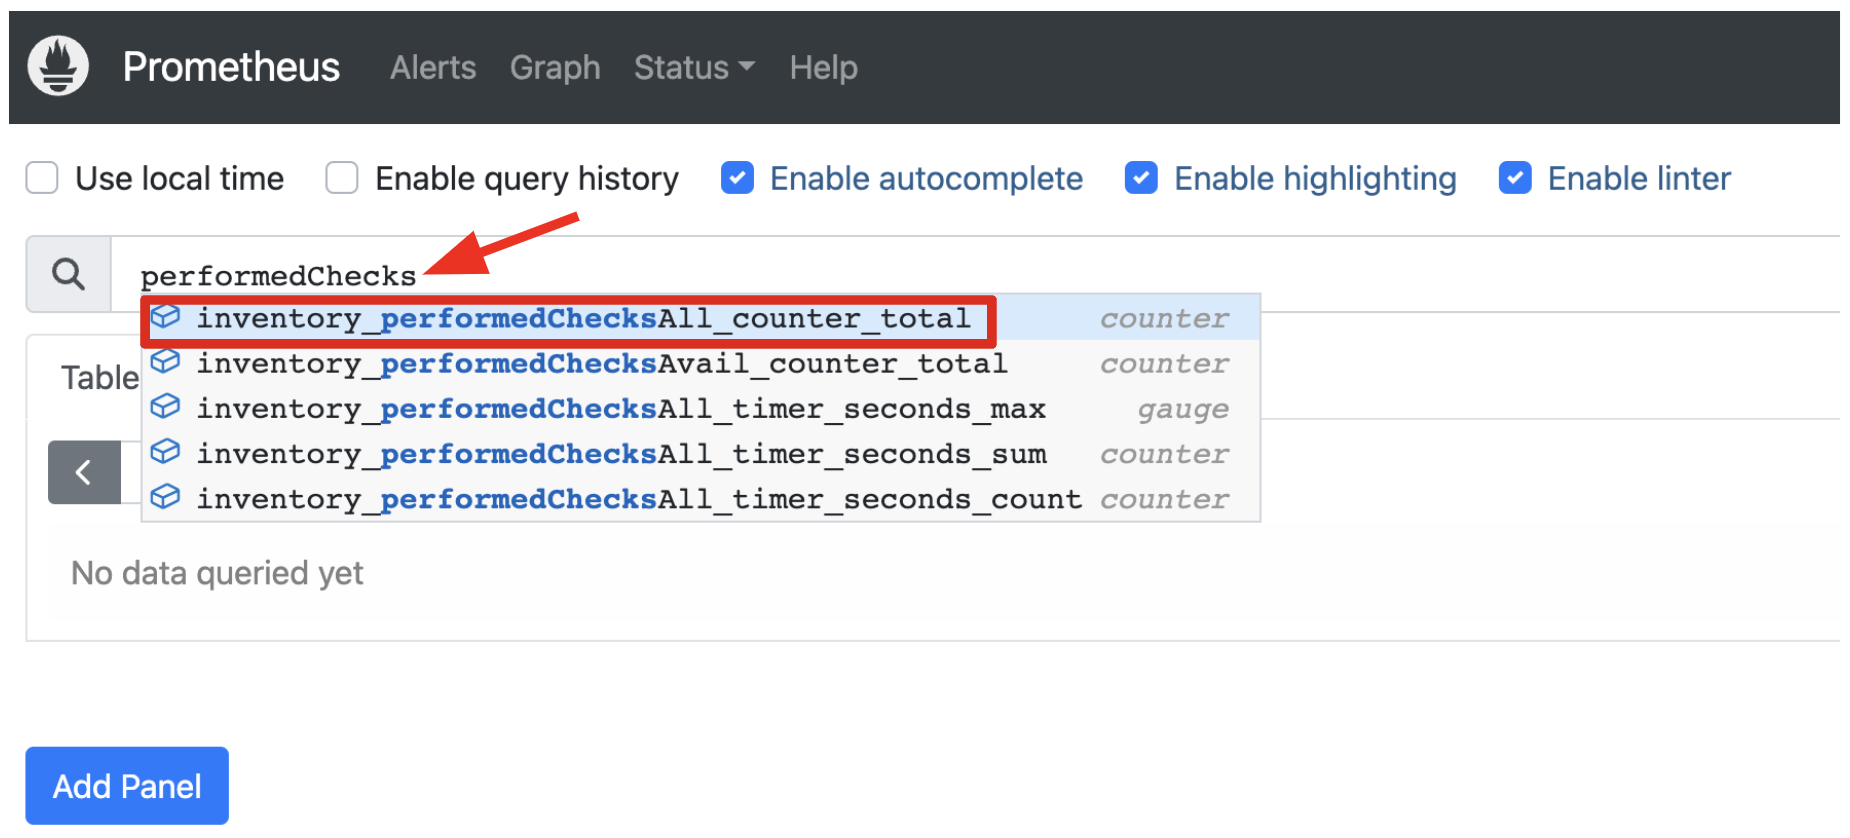 Prometheus Alerts Graph Status Help
Use local time Enable query history Enable autocomplete Enable highlighting Enable linter
performedChecks
inventory_performedChecksAll_counter_total counter
inventory_performedChecksAvail_counter_total counter
Table
inventory_performedChecksAll_timer_seconds_max gauge
inventory_performedChecksAll_timer_seconds_sum counter
inventory_performedChecksAll_timer_seconds_count counter
No data queried yet
Add Panel